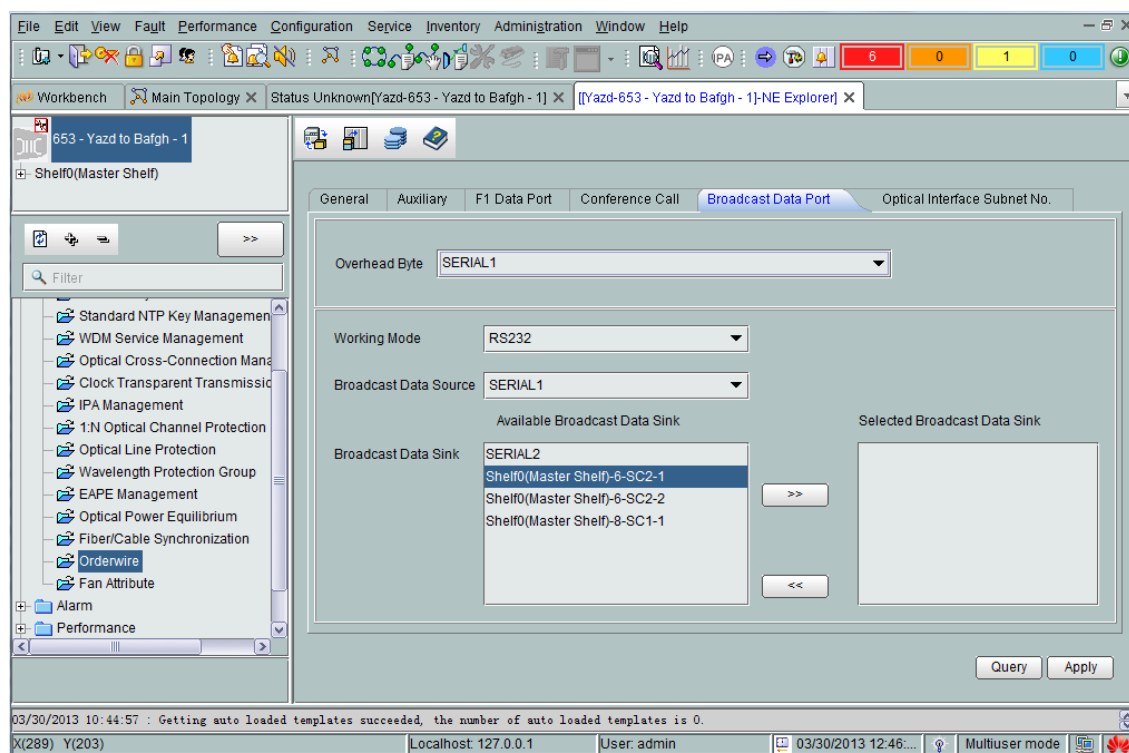 File Edit View Fault Performance Configuration Service Inventory Administration Window Help
PA 6 0 1 0
Workbench Main Topology Status Unknown[Yazd-653 - Yazd to Bafgh - 1] [[Yazd-653 - Yazd to Bafgh - 1]-NE Explorer]
653 - Yazd to Bafgh - 1
Shelf0(Master Shelf)
>>
Filter
Standard NTP Key Managemen
WDM Service Management
Optical Cross-Connection Mana
Clock Transparent Transmissic
IPA Management
1:N Optical Channel Protection
Optical Line Protection
Wavelength Protection Group
EAPE Management
Optical Power Equilibrium
Fiber/Cable Synchronization
Orderwire
Fan Attribute
Alarm
Performance
General Auxiliary F1 Data Port Conference Call Broadcast Data Port Optical Interface Subnet No.
Overhead Byte SERIAL1
Working Mode RS232
Broadcast Data Source SERIAL1
Available Broadcast Data Sink Selected Broadcast Data Sink
Broadcast Data Sink SERIAL2
Shelf0(Master Shelf)-6-SC2-1
Shelf0(Master Shelf)-6-SC2-2
Shelf0(Master Shelf)-8-SC1-1
>>
<<
Query Apply
03/30/2013 10:44:57 : Getting auto loaded templates succeeded, the number of auto loaded templates is 0.
X(289) Y(203) Localhost: 127.0.0.1 User: admin 03/30/2013 12:46:... Multiuser mode